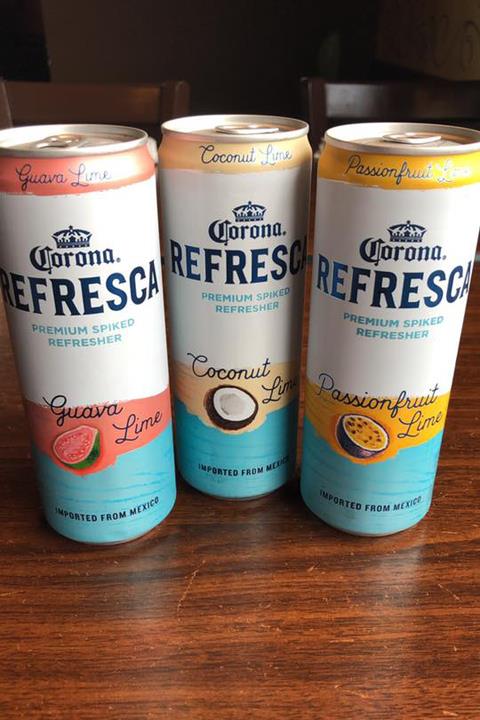 Guava Lime
Corona.
REFRESCA
PREMIUM SPIKED
REFRESHER
Guava
Lime
IMPORTED FROM MEXICO
Coconut Lime
Corona.
REFRESCA
PREMIUM SPIKED
REFRESHER
Coconut
Lime
IMPORTED FROM MEXICO
Passionfruit Lime
Corona.
REFRESCA
PREMIUM SPIKED
REFRESHER
Passionfruit
Lime
IMPORTED FROM MEXICO